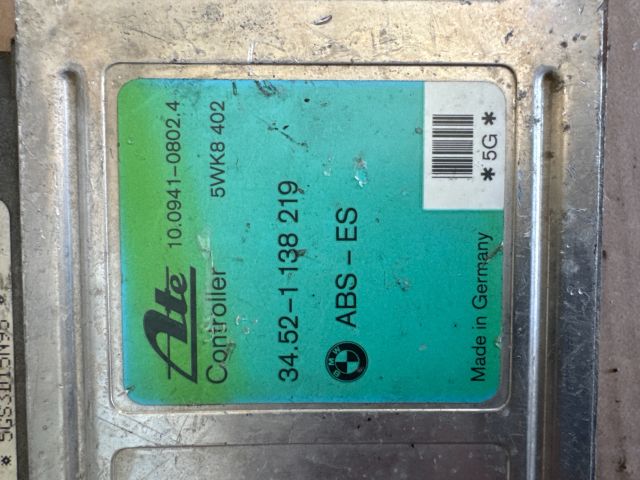 Ate 10.0941-0802.4
Controller 5WK8 402
34.52-1 138 219
BMW ABS-ES
Made in Germany
*5G*